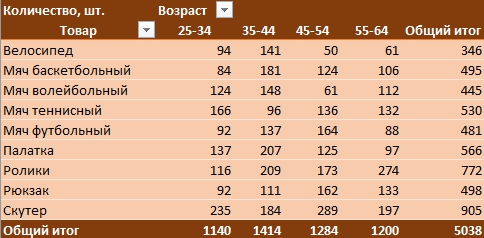 Количество, шт. Возраст
Товар 25-34 35-44 45-54 55-64 Общий итог
Велосипед 94 141 50 61 346
Мяч баскетбольный 84 181 124 106 495
Мяч волейбольный 124 148 61 112 445
Мяч теннисный 166 96 136 132 530
Мяч футбольный 92 137 164 88 481
Палатка 137 207 125 97 566
Ролики 116 209 173 274 772
Рюкзак 92 111 162 133 498
Скутер 235 184 289 197 905
Общий итог 1140 1414 1284 1200 5038